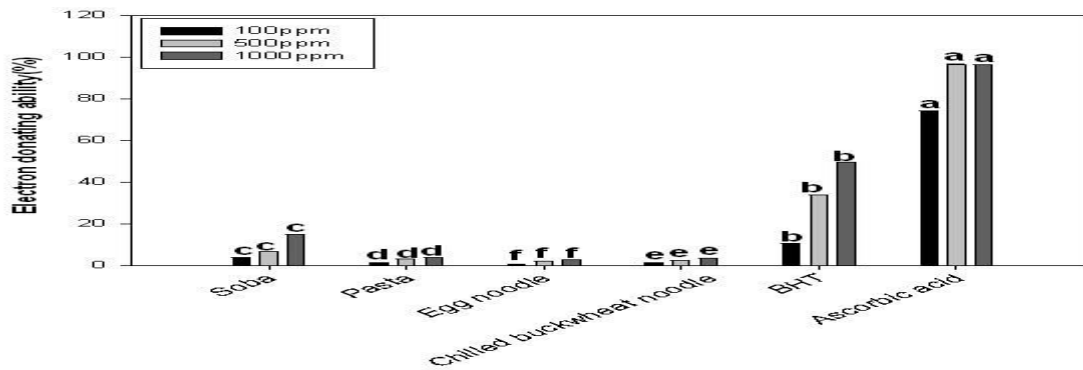 120
100
80
60
40
20
0
Electron donating ability(%)
100ppm
500ppm
1000ppm
c c c
d d d
f f f
e e e
b b b
a a a
Soba
Pasta
Egg noodle
Chilled buckwheat noodle
BHT
Ascorbic acid